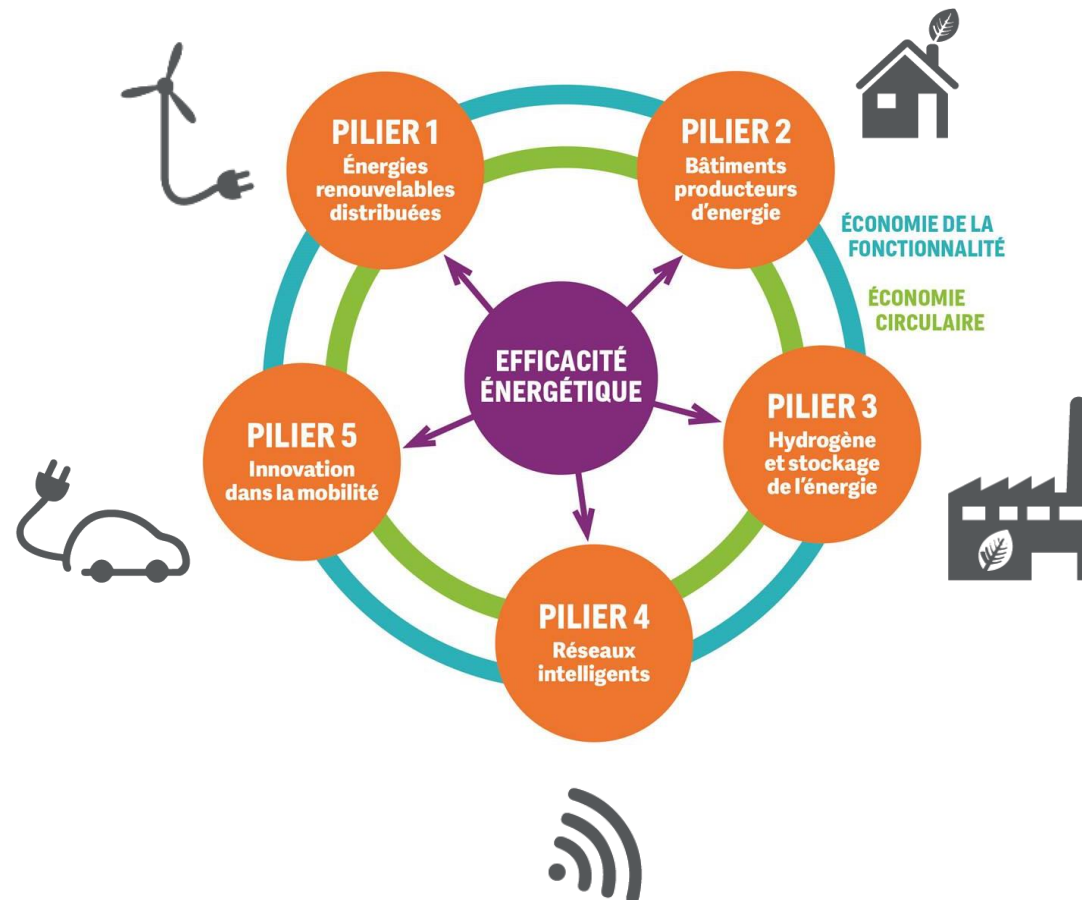 PILIER 1
Énergies
renouvelables
distribuées
PILIER 2
Bâtiments
producteurs
d'energie
ÉCONOMIE DE LA
FONCTIONNALITÉ
ÉCONOMIE
CIRCULAIRE
EFFICACITÉ
ÉNERGÉTIQUE
PILIER 3
Hydrogène
et stockage
de l'énergie
PILIER 5
Innovation
dans la mobilité
PILIER 4
Réseaux
intelligents